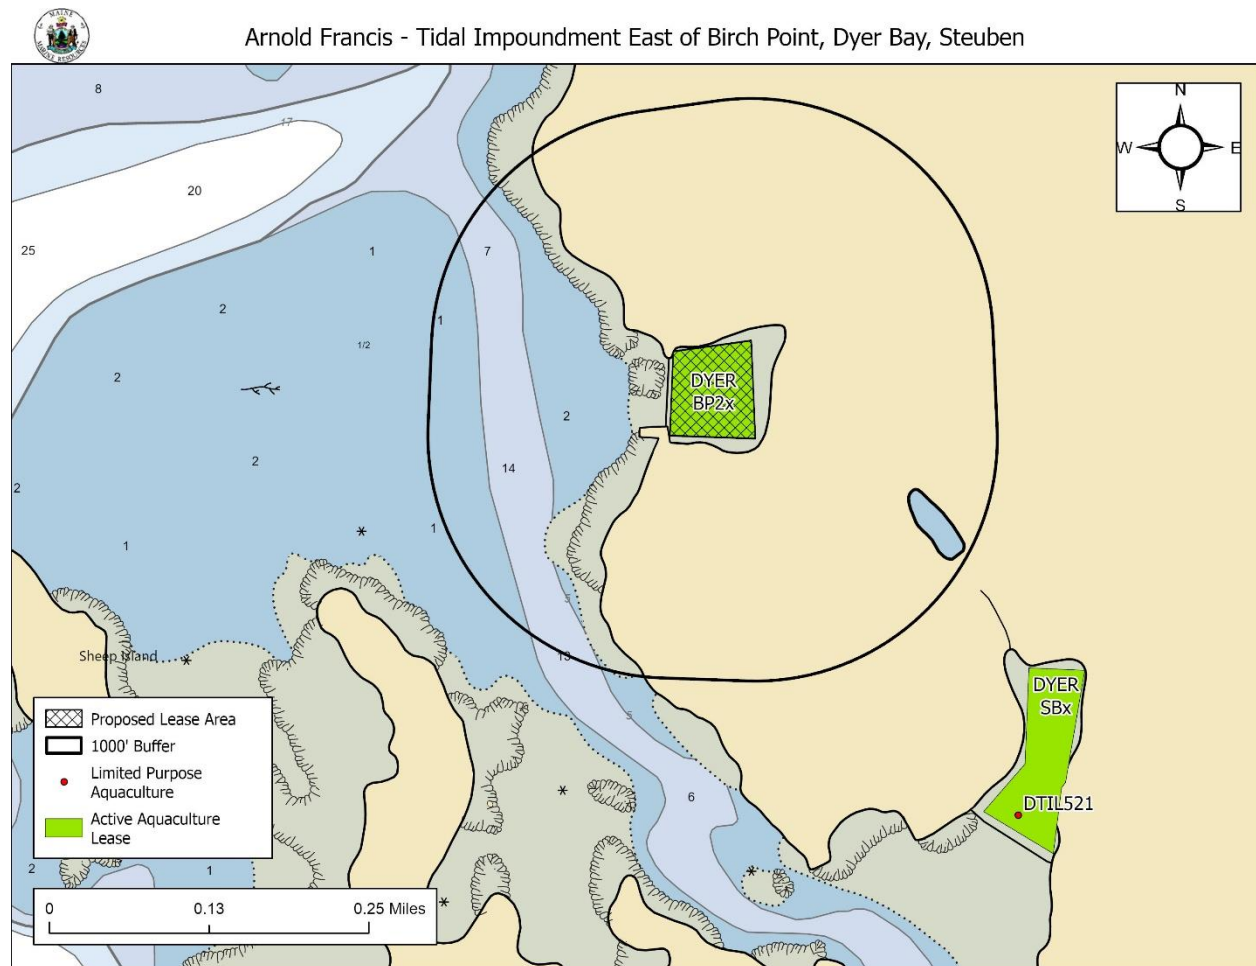 Arnold Francis - Tidal Impoundment East of Birch Point, Dyer Bay, Steuben
8
17
20
25
1
7
N
W E
S
2
1
1/2
2
DYER
BP2x
2
2
14
2
1
1
5
13
Sheep Island
DYER
SBx
5
6
DTIL521
Proposed Lease Area
1000' Buffer
Limited Purpose
Aquaculture
Active Aquaculture
Lease
2
1
0 0.13 0.25 Miles